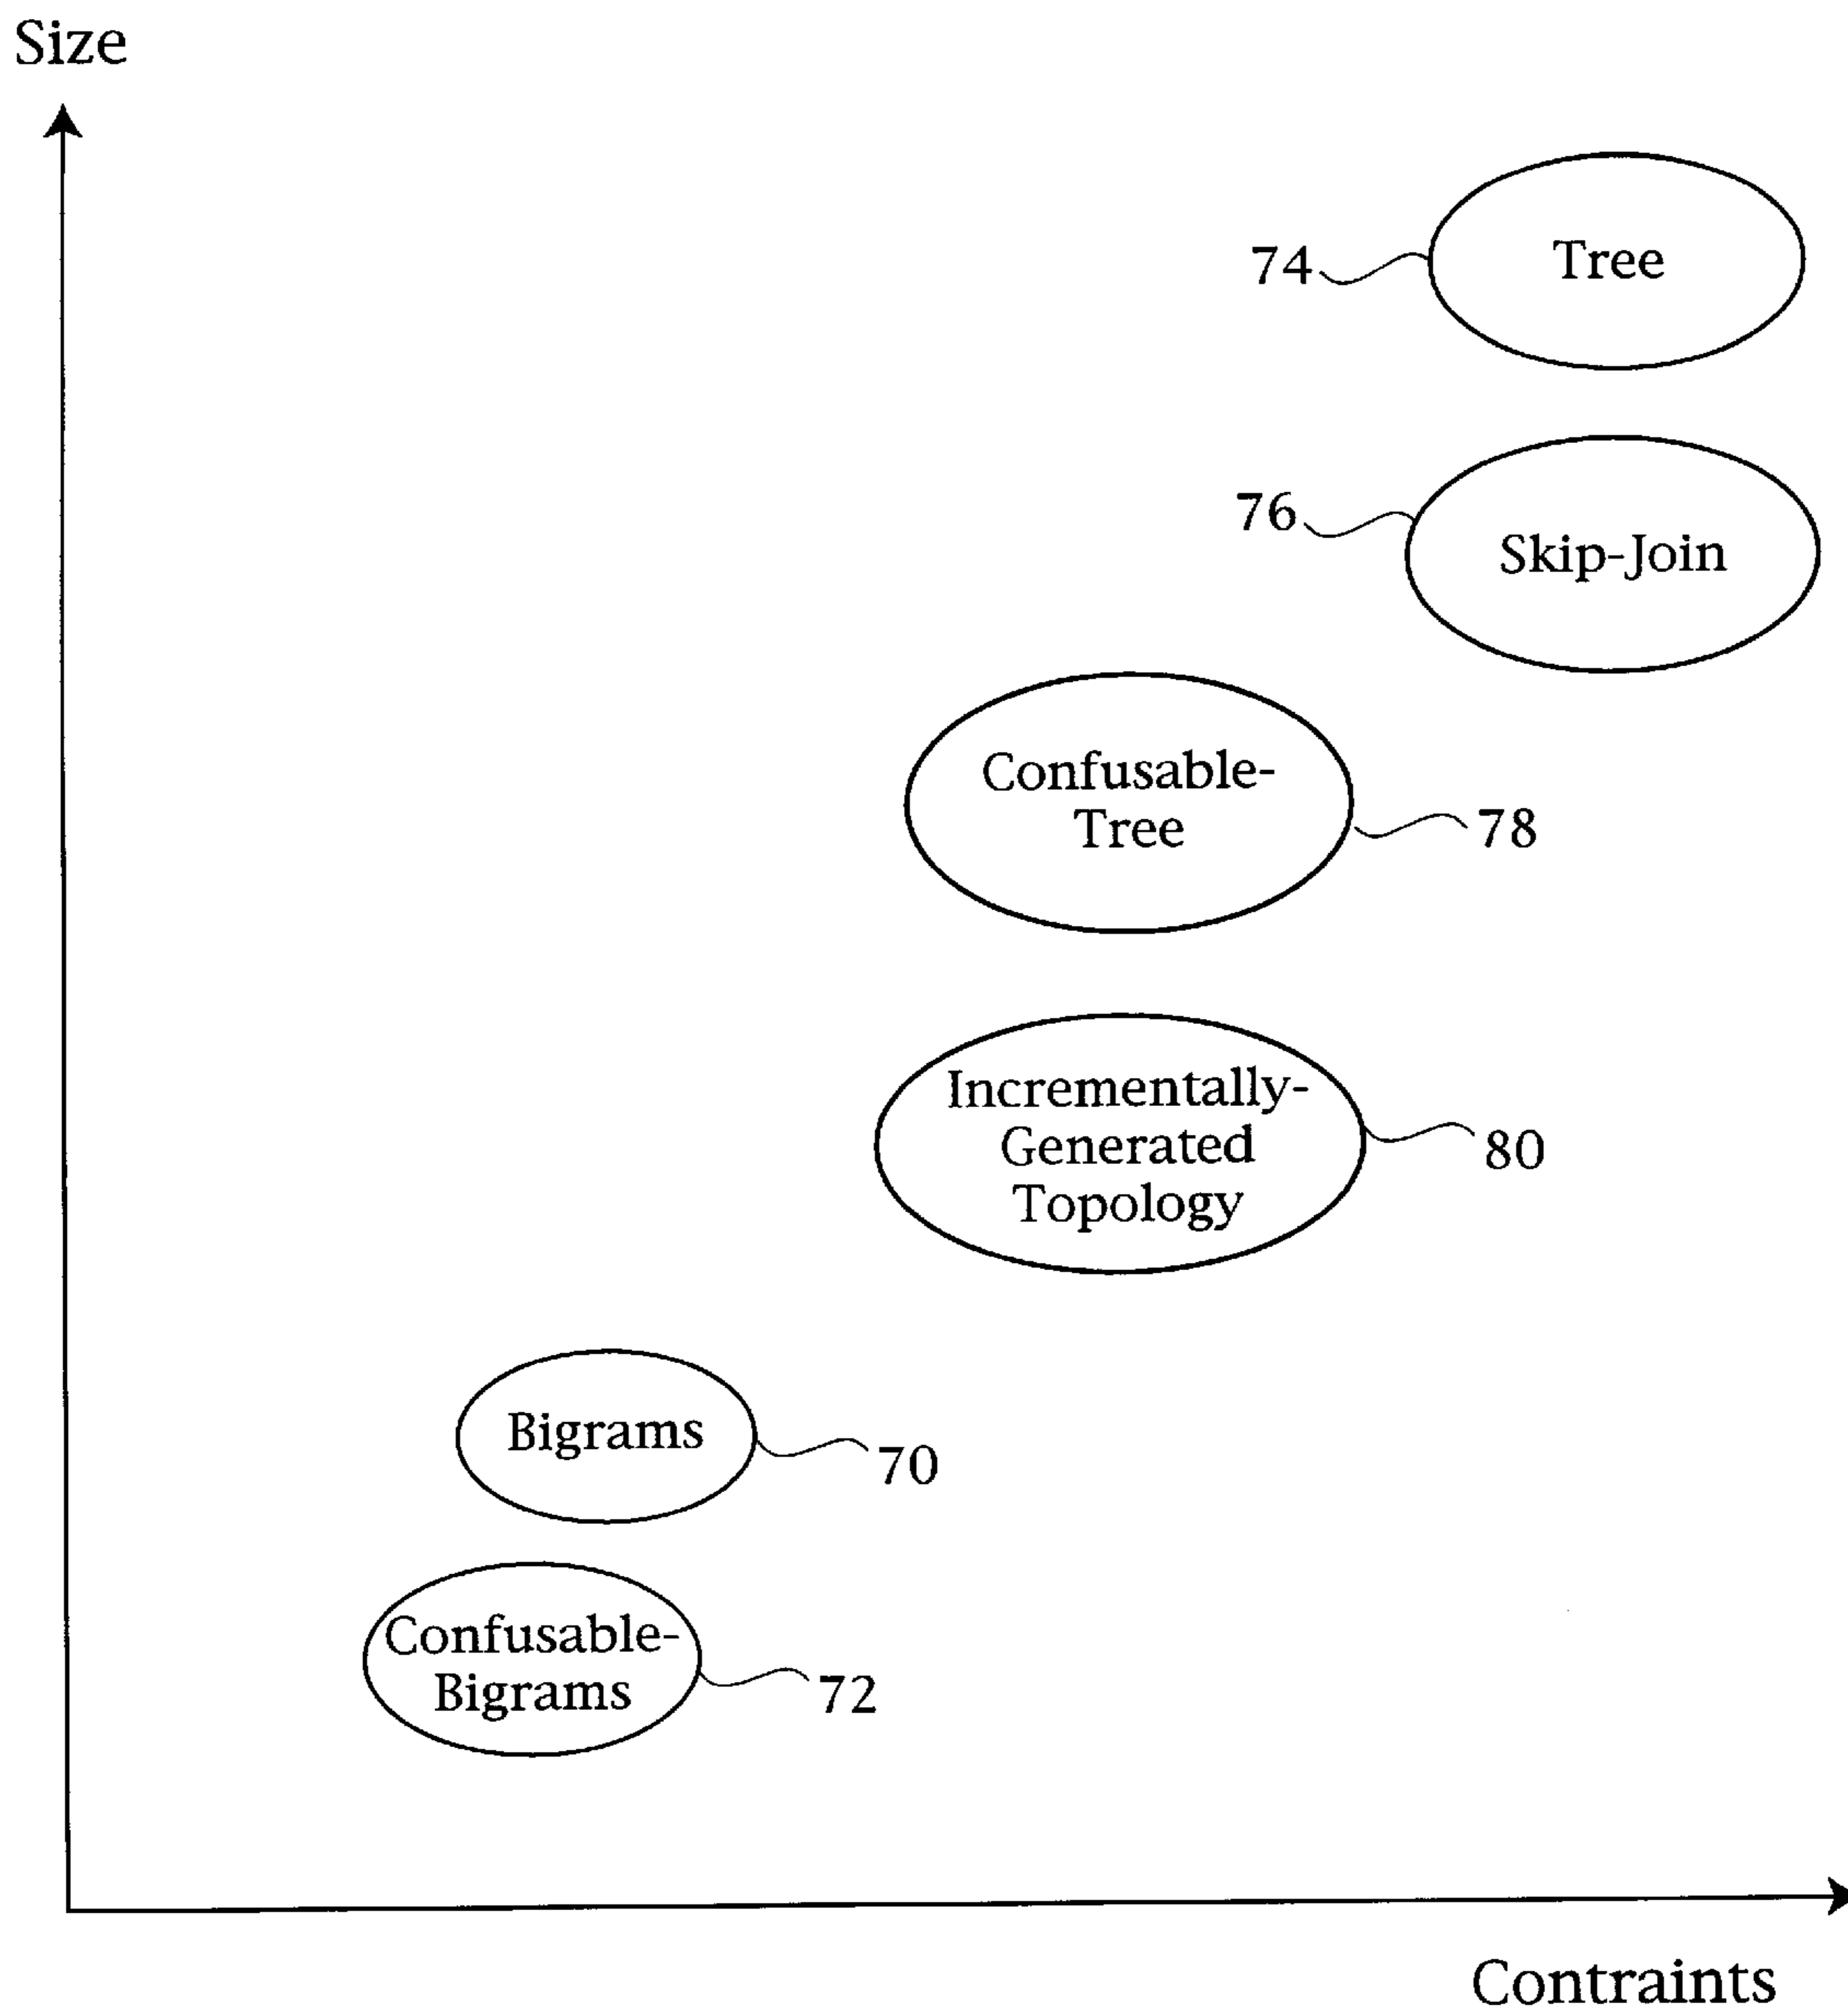 Size
74
Tree
76
Skip-Join
Confusable-
Tree
78
Incrementally-
Generated
Topology
80
Bigrams
70
Confusable-
Bigrams
72
Contraints